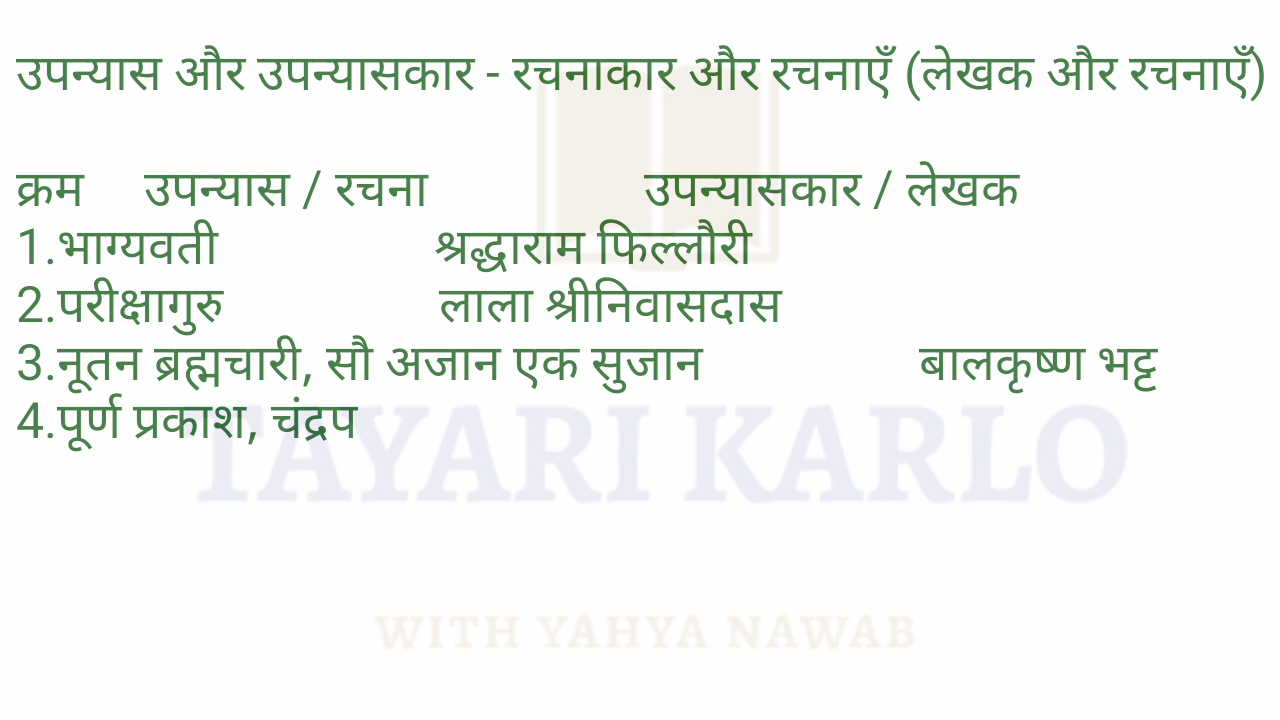 उपन्यास और उपन्यासकार - रचनाकार और रचनाएँ (लेखक और रचनाएँ)
क्रम उपन्यास / रचना उपन्यासकार / लेखक
1.भाग्यवती श्रद्धाराम फिल्लौरी
2.परीक्षागुरु लाला श्रीनिवासदास
3.नूतन ब्रह्मचारी, सौ अजान एक सुजान बालकृष्ण भट्ट
4.पूर्ण प्रकाश, चंद्रप
TAYARI KARLO
WITH YAHYA NAWAB